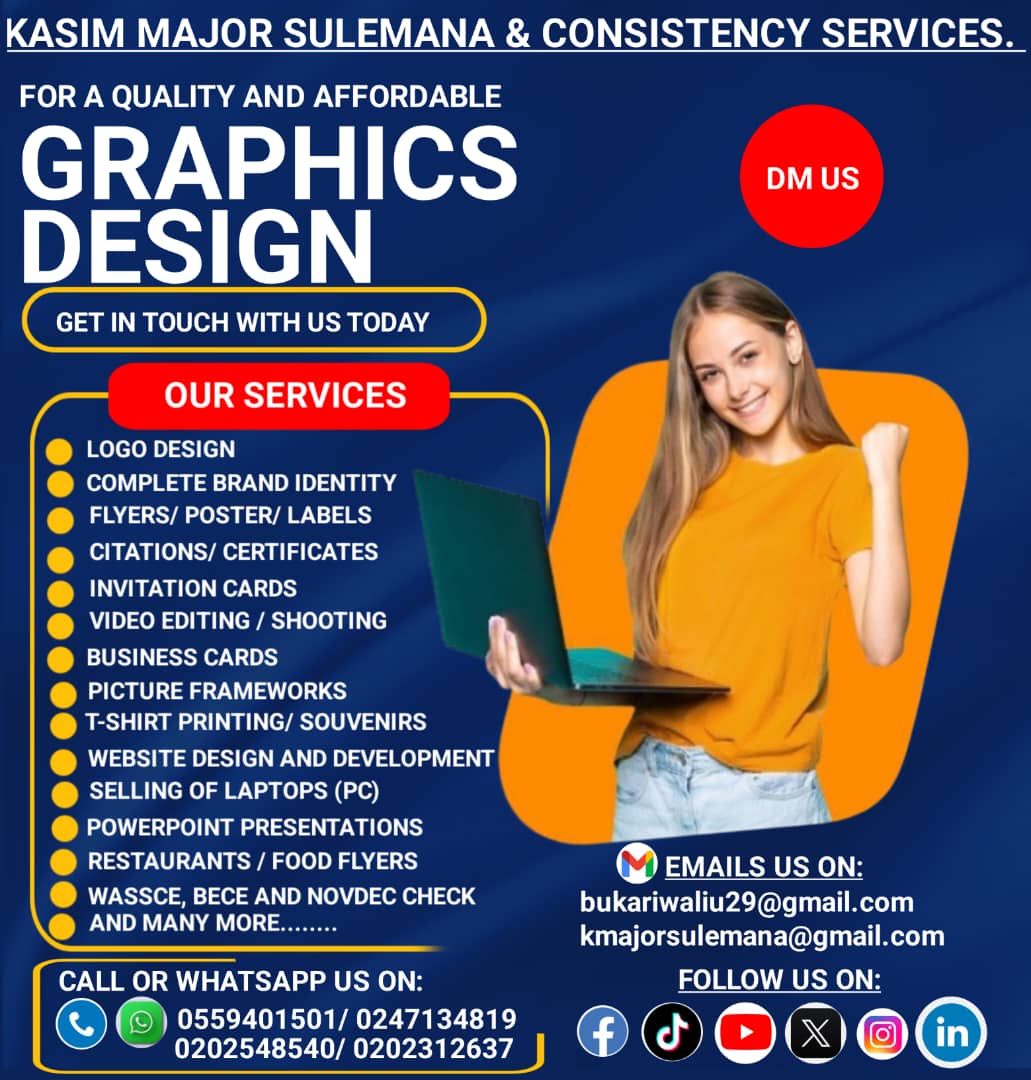 KASIM MAJOR SULEMANA & CONSISTENCY SERVICES.
FOR A QUALITY AND AFFORDABLE
GRAPHICS
DESIGN
DM US
GET IN TOUCH WITH US TODAY
OUR SERVICES
LOGO DESIGN
COMPLETE BRAND IDENTITY
FLYERS/ POSTER/ LABELS
CITATIONS/ CERTIFICATES
INVITATION CARDS
VIDEO EDITING / SHOOTING
BUSINESS CARDS
PICTURE FRAMEWORKS
T-SHIRT PRINTING/ SOUVENIRS
WEBSITE DESIGN AND DEVELOPMENT
SELLING OF LAPTOPS (PC)
POWERPOINT PRESENTATIONS
RESTAURANTS / FOOD FLYERS
WASSCE, BECE AND NOVDEC CHECK
AND MANY MORE........
EMAILS US ON:
bukariwaliu29@gmail.com
kmajorsulemana@gmail.com
CALL OR WHATSAPP US ON:
0559401501/ 0247134819
0202548540/ 0202312637
FOLLOW US ON: